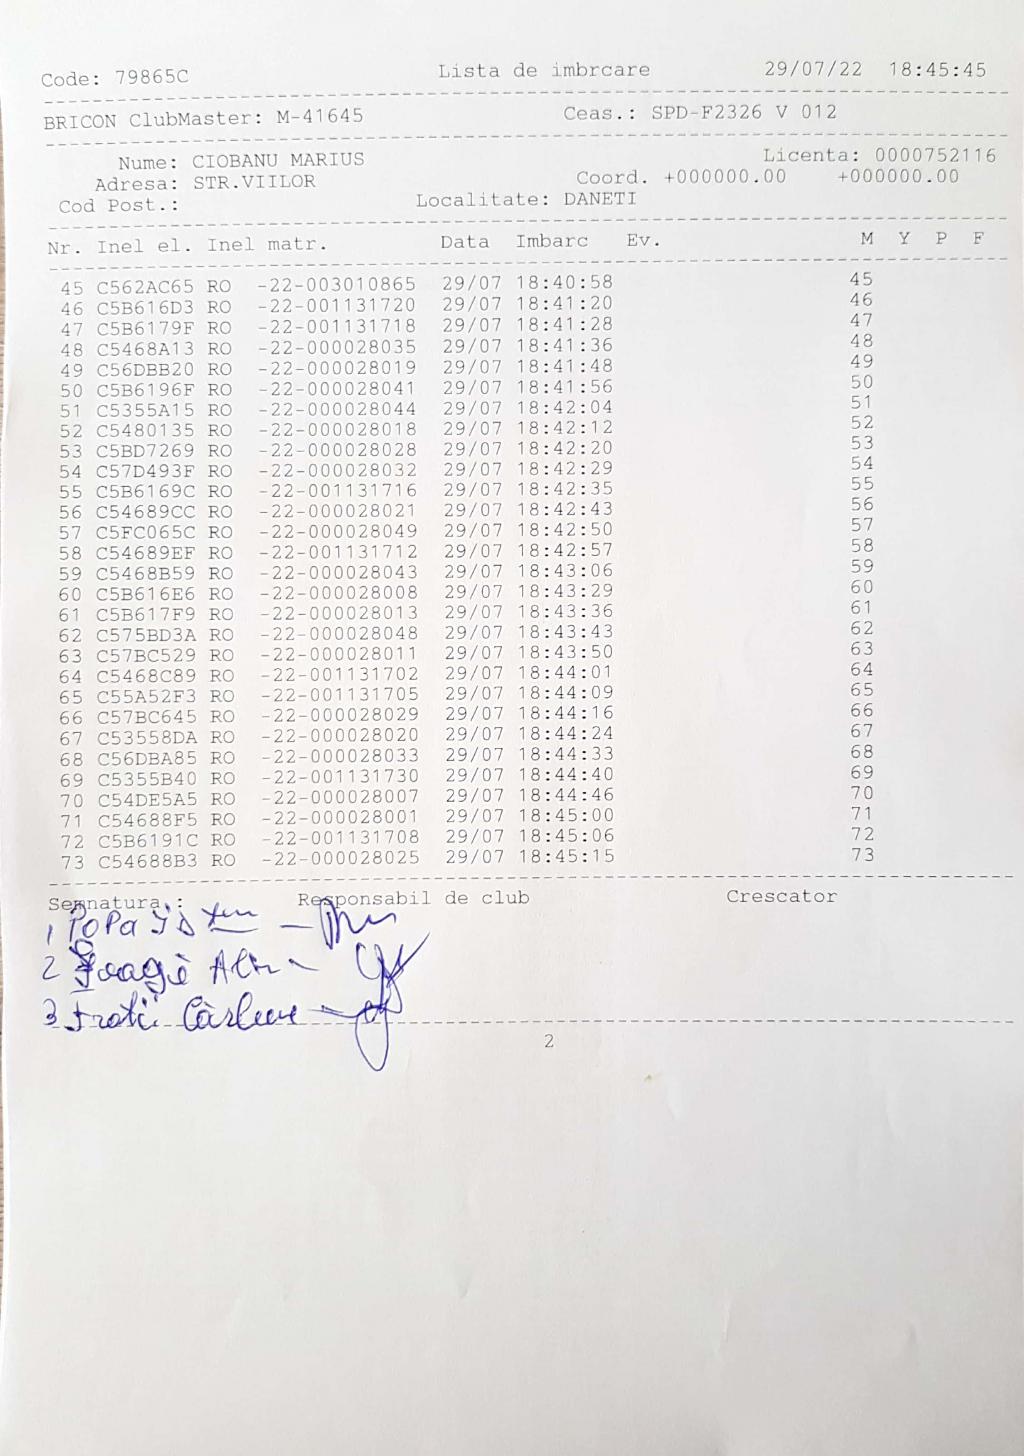 Code: 79865C Lista de imbrcare 29/07/22 18:45:45
BRICON ClubMaster: M-41645 Ceas.: SPD-F2326 V 012
Nume: CIOBANU MARIUS Licenta: 0000752116
Adresa: STR.VIILOR Coord. +000000.00 +000000.00
Cod Post.: Localitate: DANETI
Nr. Inel el. Inel matr. Data Imbarc Ev. M Y P F
45 C562AC65 RO -22-003010865 29/07 18:40:58 45
46 C5B616D3 RO -22-001131720 29/07 18:41:20 46
47 C5B6179F RO -22-001131718 29/07 18:41:28 47
48 C5468A13 RO -22-000028035 29/07 18:41:36 48
49 C56DBB20 RO -22-000028019 29/07 18:41:48 49
50 C5B6196F RO -22-000028041 29/07 18:41:56 50
51 C5355A15 RO -22-000028044 29/07 18:42:04 51
52 C5480135 RO -22-000028018 29/07 18:42:12 52
53 C5BD7269 RO -22-000028028 29/07 18:42:20 53
54 C57D493F RO -22-000028032 29/07 18:42:29 54
55 C5B6169C RO -22-001131716 29/07 18:42:35 55
56 C54689CC RO -22-000028021 29/07 18:42:43 56
57 C5FC065C RO -22-000028049 29/07 18:42:50 57
58 C54689EF RO -22-001131712 29/07 18:42:57 58
59 C5468B59 RO -22-000028043 29/07 18:43:06 59
60 C5B616E6 RO -22-000028008 29/07 18:43:29 60
61 C5B617F9 RO -22-000028013 29/07 18:43:36 61
62 C575BD3A RO -22-000028048 29/07 18:43:43 62
63 C57BC529 RO -22-000028011 29/07 18:43:50 63
64 C5468C89 RO -22-001131702 29/07 18:44:01 64
65 C55A52F3 RO -22-001131705 29/07 18:44:09 65
66 C57BC645 RO -22-000028029 29/07 18:44:16 66
67 C53558DA RO -22-000028020 29/07 18:44:24 67
68 C56DBA85 RO -22-000028033 29/07 18:44:33 68
69 C5355B40 RO -22-001131730 29/07 18:44:40 69
70 C54DE5A5 RO -22-000028007 29/07 18:44:46 70
71 C54688F5 RO -22-000028001 29/07 18:45:00 71
72 C5B6191C RO -22-001131708 29/07 18:45:06 72
73 C54688B3 RO -22-000028025 29/07 18:45:15 73
Semnatura : Responsabil de club Crescator
1 Popa
2
3
2